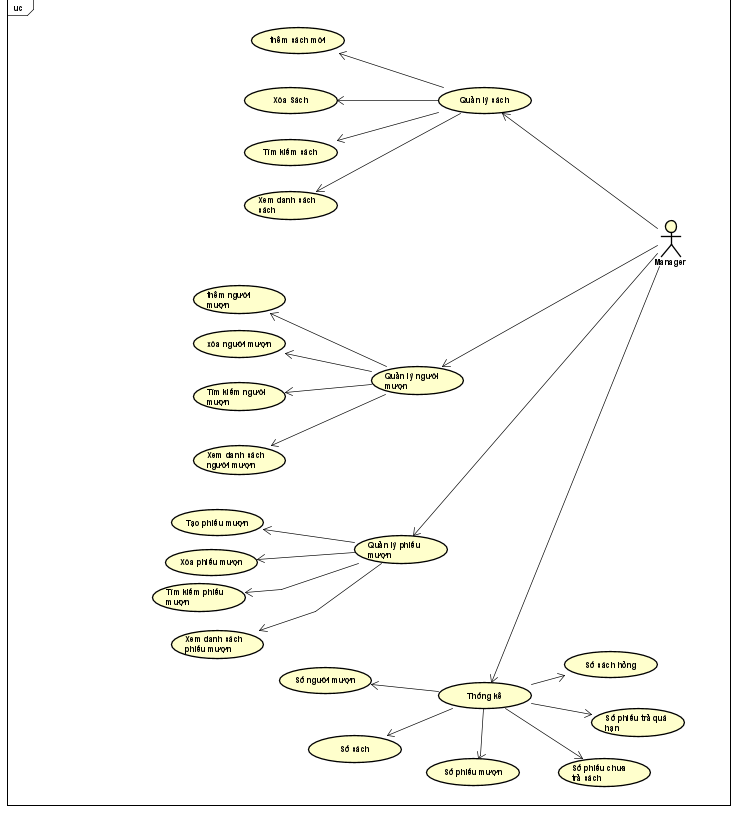 uc
thêm sách mới
Quản lý sách
Xóa Sách
Tìm kiếm sách
Xem danh sách
sách
Manager
thêm người
mượn
xóa người mượn
Quản lý người
mượn
Tìm kiếm người
mượn
Xem danh sách
người mượn
Tạo phiếu mượn
Quản lý phiếu
mượn
Xóa phiếu mượn
Tìm kiếm phiếu
mượn
Xem danh sách
phiếu mượn
Số sách hỏng
Số người mượn
Thống kê
Số phiếu trả quá
hạn
Số sách
Số phiếu mượn
Số phiếu chưa
trả sách